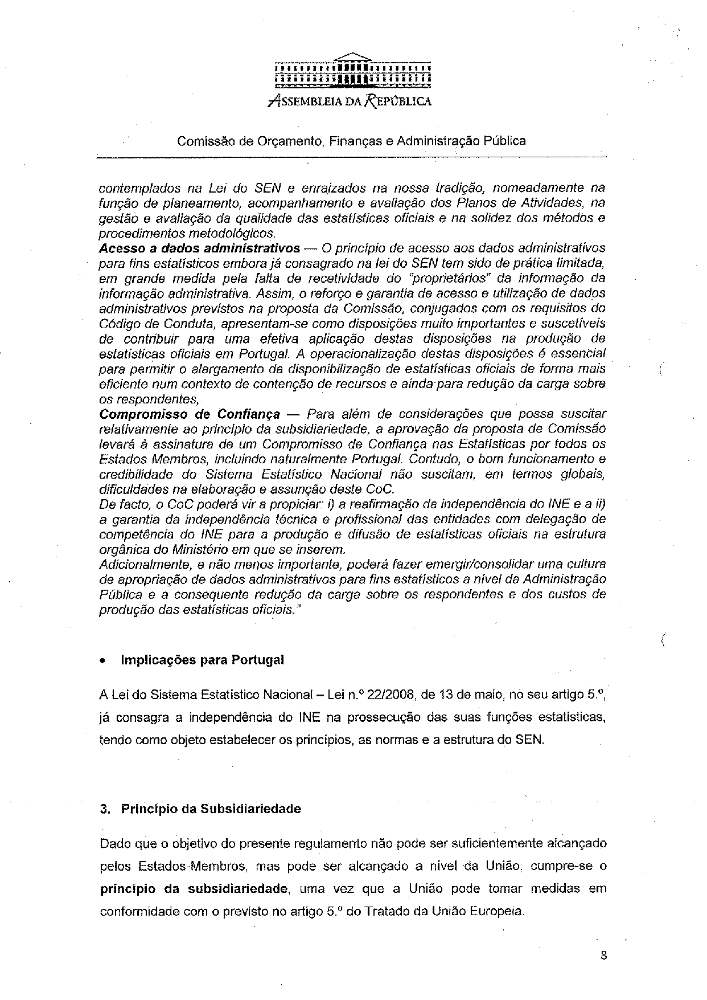 ASSEMBLEIA DA REPÚBLICA
Comissão de Orçamento, Finanças e Administração Pública
contemplados na Lei do SEN e enraizados na nossa tradição, nomeadamente na
função de planeamento, acompanhamento e avaliação dos Planos de Atividades, na
gestão e avaliação da qualidade das estatísticas oficiais e na solidez dos métodos e
procedimentos metodológicos.
Acesso a dados administrativos — O princípio de acesso aos dados administrativos
para fins estatísticos embora já consagrado na lei do SEN tem sido de prática limitada,
em grande medida pela falta de recetividade do "proprietários" da informação da
informação administrativa. Assim, o reforço e garantia de acesso e utilização de dados
administrativos previstos na proposta da Comissão, conjugados com os requisitos do
Código de Conduta, apresentam-se como disposições muito importantes e suscetíveis
de contribuir para uma efetiva aplicação destas disposições na produção de
estatísticas oficiais em Portugal. A operacionalização destas disposições é essencial
para permitir o alargamento da disponibilização de estatísticas oficiais de forma mais
eficiente num contexto de contenção de recursos e ainda para redução da carga sobre
os respondentes,
Compromisso de Confiança — Para além de considerações que possa suscitar
relativamente ao princípio da subsidiariedade, a aprovação da proposta de Comissão
levará à assinatura de um Compromisso de Confiança nas Estatísticas por todos os
Estados Membros, incluindo naturalmente Portugal. Contudo, o bom funcionamento e
credibilidade do Sistema Estatístico Nacional não suscitam, em termos globais,
dificuldades na elaboração e assunção deste CoC.
De facto, o CoC poderá vir a propiciar: i) a reafirmação da independência do INE e a ii)
a garantia da independência técnica e profissional das entidades com delegação de
competência do INE para a produção e difusão de estatísticas oficiais na estrutura
orgânica do Ministério em que se inserem.
Adicionalmente, e não menos importante, poderá fazer emergir/consolidar uma cultura
de apropriação de dados administrativos para fins estatísticos a nível da Administração
Pública e a consequente redução da carga sobre os respondentes e dos custos de
produção das estatísticas oficiais."
• Implicações para Portugal
A Lei do Sistema Estatístico Nacional – Lei n.º 22/2008, de 13 de maio, no seu artigo 5.º,
já consagra a independência do INE na prossecução das suas funções estatísticas,
tendo como objeto estabelecer os princípios, as normas e a estrutura do SEN.
3. Princípio da Subsidiariedade
Dado que o objetivo do presente regulamento não pode ser suficientemente alcançado
pelos Estados-Membros, mas pode ser alcançado a nível da União, cumpre-se o
princípio da subsidiariedade, uma vez que a União pode tomar medidas em
conformidade com o previsto no artigo 5.º do Tratado da União Europeia.
8